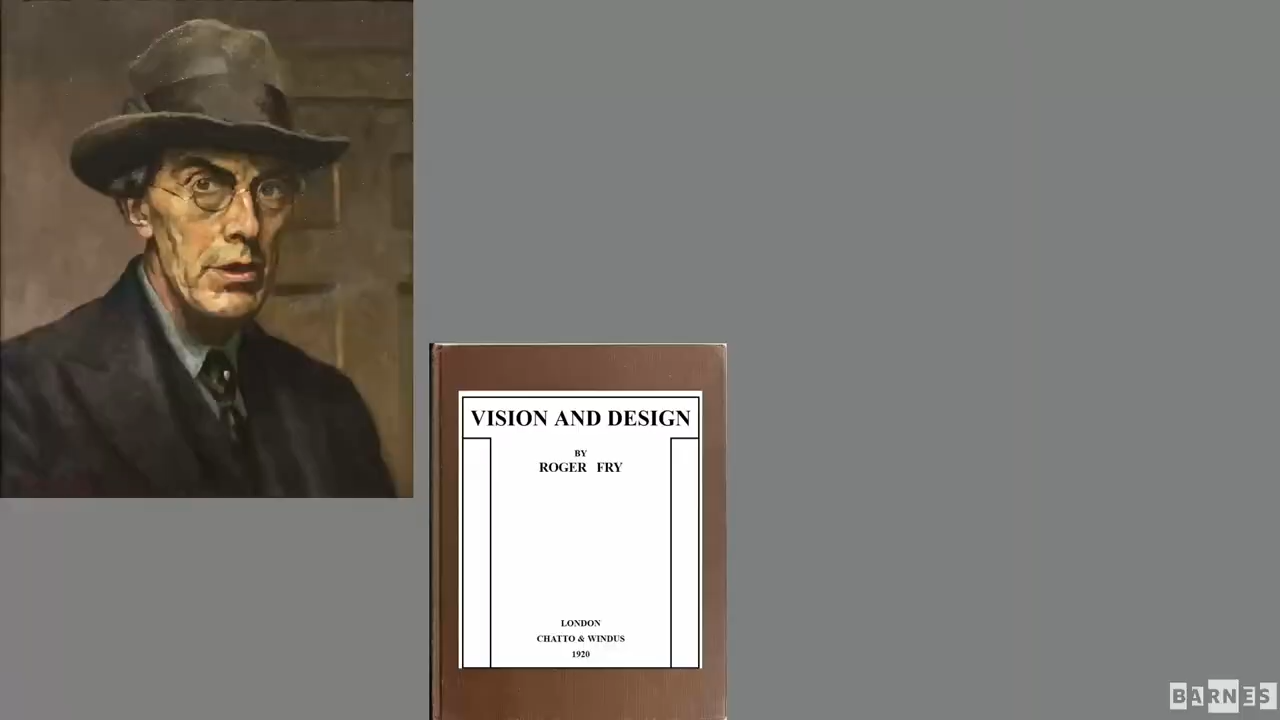 VISION AND DESIGN
BY
ROGER FRY
LONDON
CHATTO & WINDUS
1920
BARNES